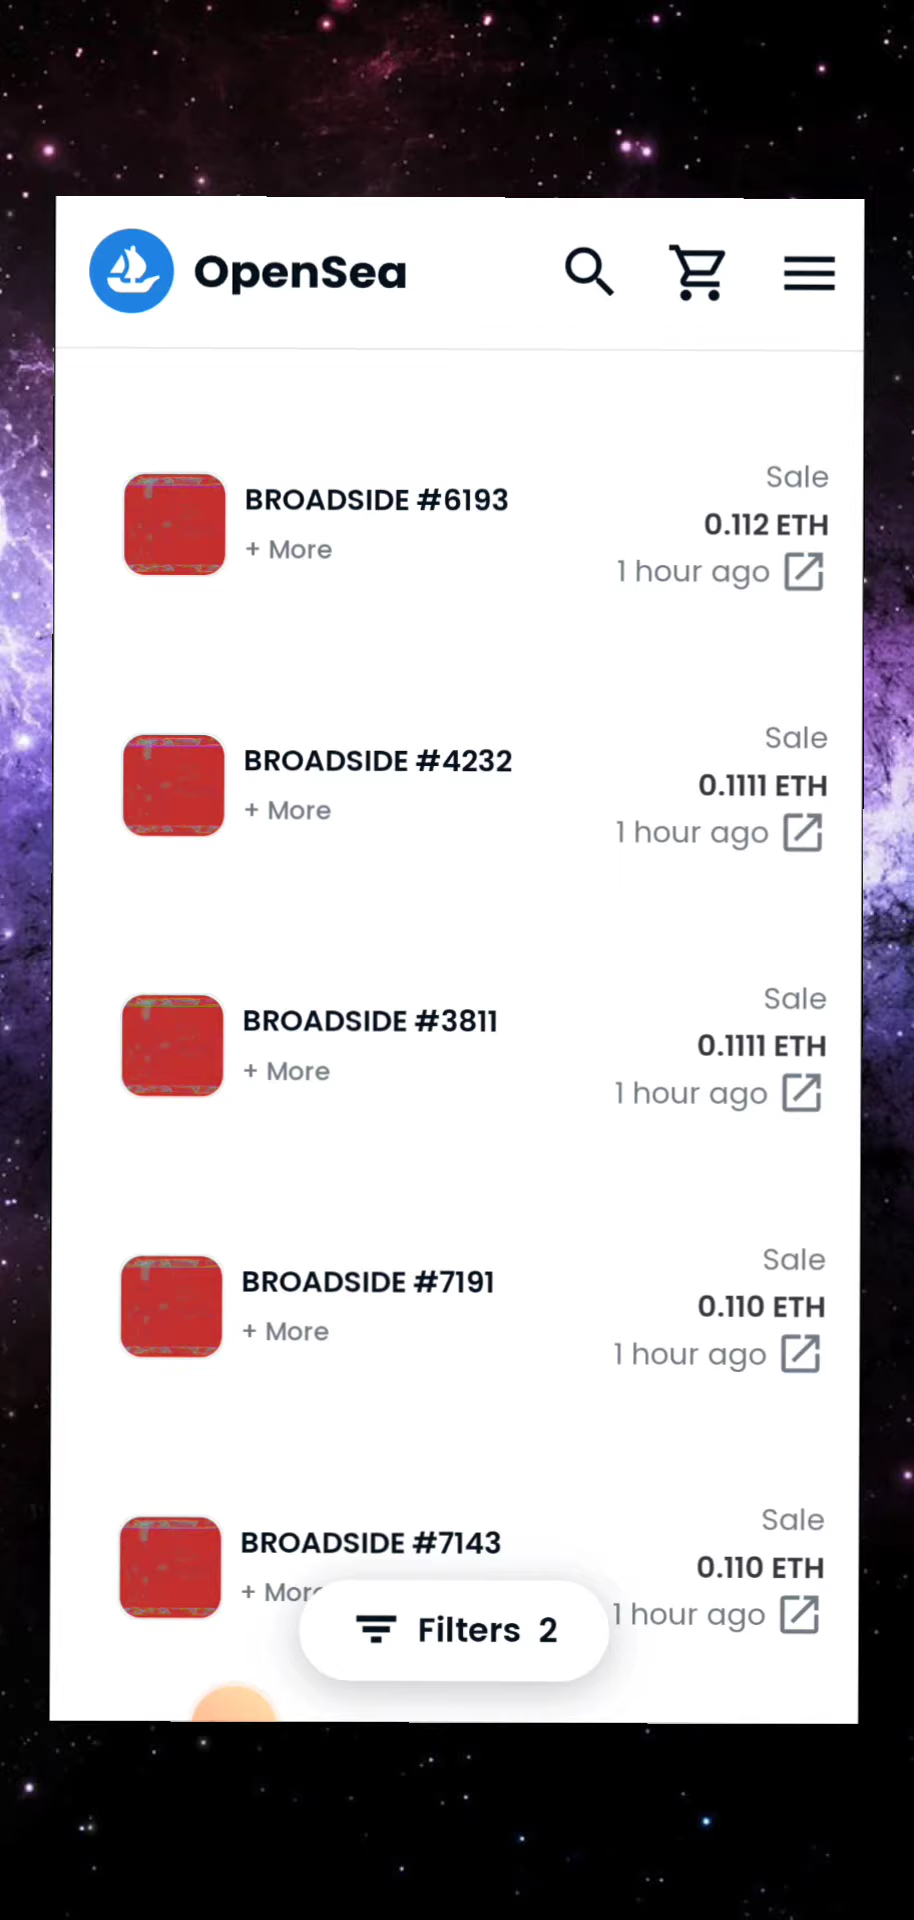 OpenSea
BROADSIDE #6193
+ More
Sale
0.112 ETH
1 hour ago
BROADSIDE #4232
+ More
Sale
0.1111 ETH
1 hour ago
BROADSIDE #3811
+ More
Sale
0.1111 ETH
1 hour ago
BROADSIDE #7191
+ More
Sale
0.110 ETH
1 hour ago
BROADSIDE #7143
+ More
Sale
0.110 ETH
1 hour ago
Filters 2